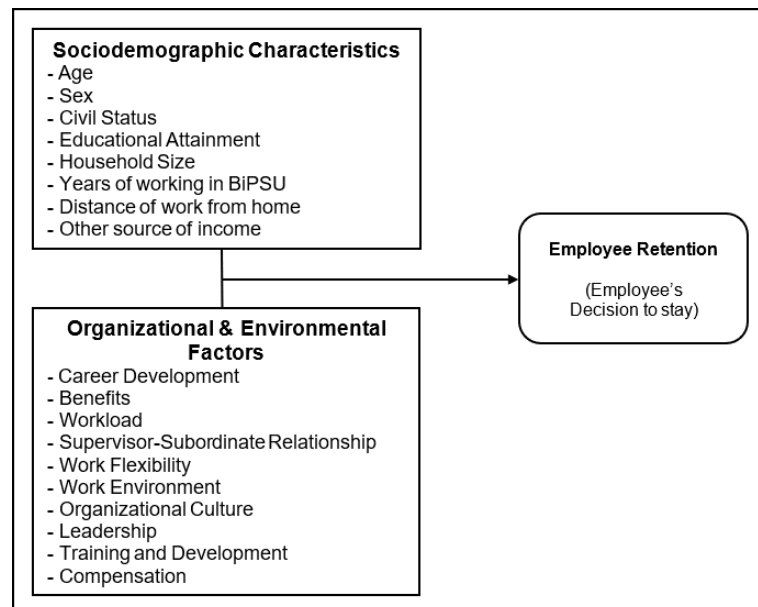 Sociodemographic Characteristics
- Age
- Sex
- Civil Status
- Educational Attainment
- Household Size
- Years of working in BiPSU
- Distance of work from home
- Other source of income
Employee Retention
(Employee's
Decision to stay)
Organizational & Environmental
Factors
- Career Development
- Benefits
- Workload
- Supervisor-Subordinate Relationship
- Work Flexibility
- Work Environment
- Organizational Culture
- Leadership
- Training and Development
- Compensation